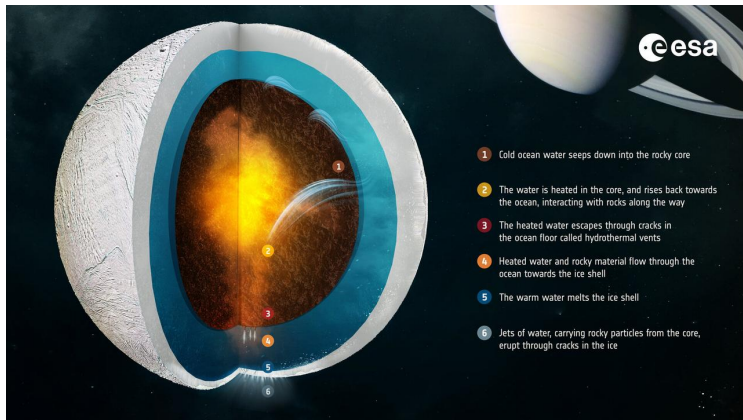 esa
1 Cold ocean water seeps down into the rocky core
2 The water is heated in the core, and rises back towards
the ocean, interacting with rocks along the way
3 The heated water escapes through cracks in
the ocean floor called hydrothermal vents
4 Heated water and rocky material flow through the
ocean towards the ice shell
5 The warm water melts the ice shell
6 Jets of water, carrying rocky particles from the core,
erupt through cracks in the ice
1
2
3
4
5
6